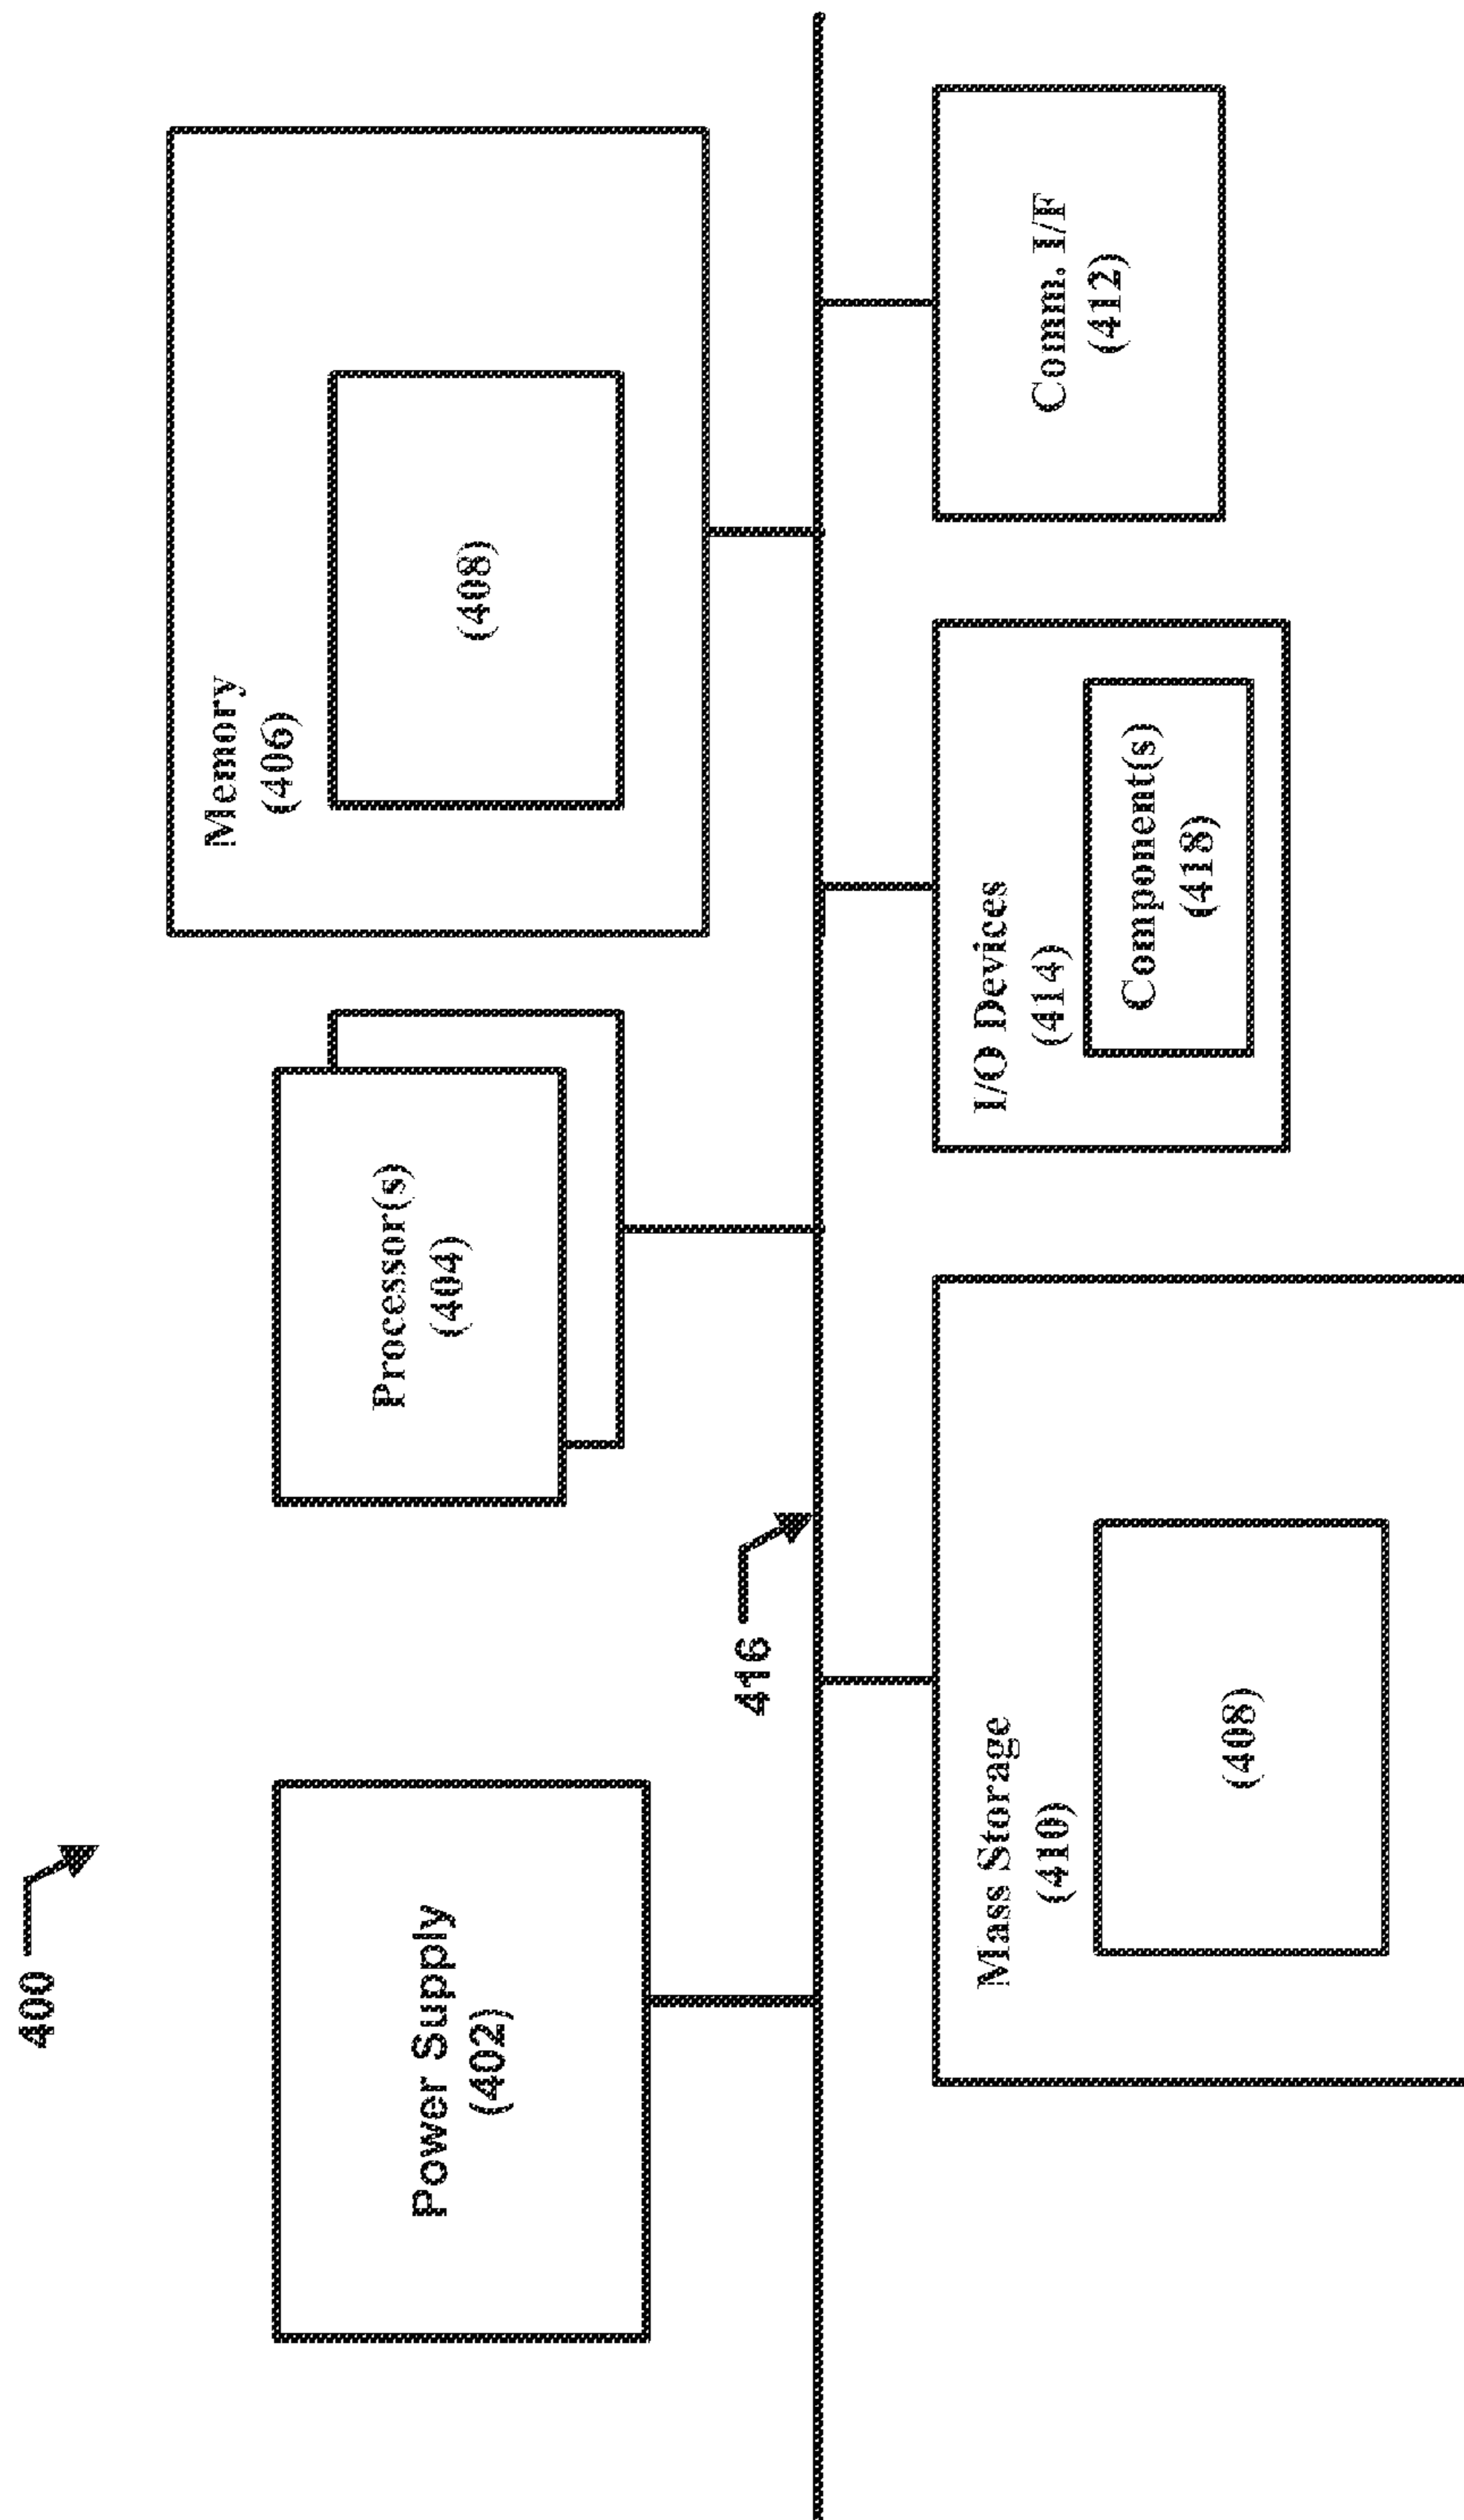 400
Power Supply
(402)
Processor(s)
(404)
Memory
(406)
(408)
416
Mass Storage
(410)
(408)
I/O Devices
(414)
Component(s)
(418)
Comm. I/F
(412)